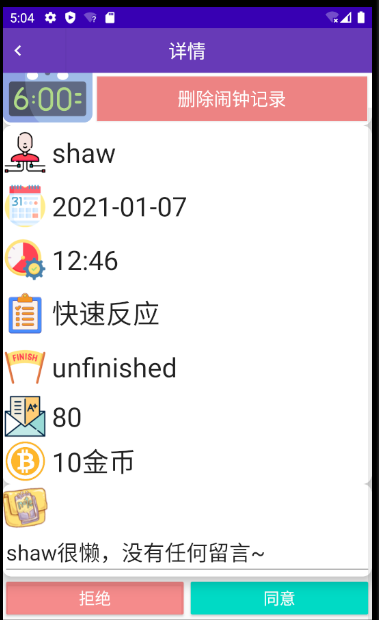 5:04
详情
6:00
删除闹钟记录
shaw
31
2021-01-07
12:46
快速反应
FINISH
unfinished
A+
80
10金币
shaw很懒，没有任何留言~
拒绝
同意